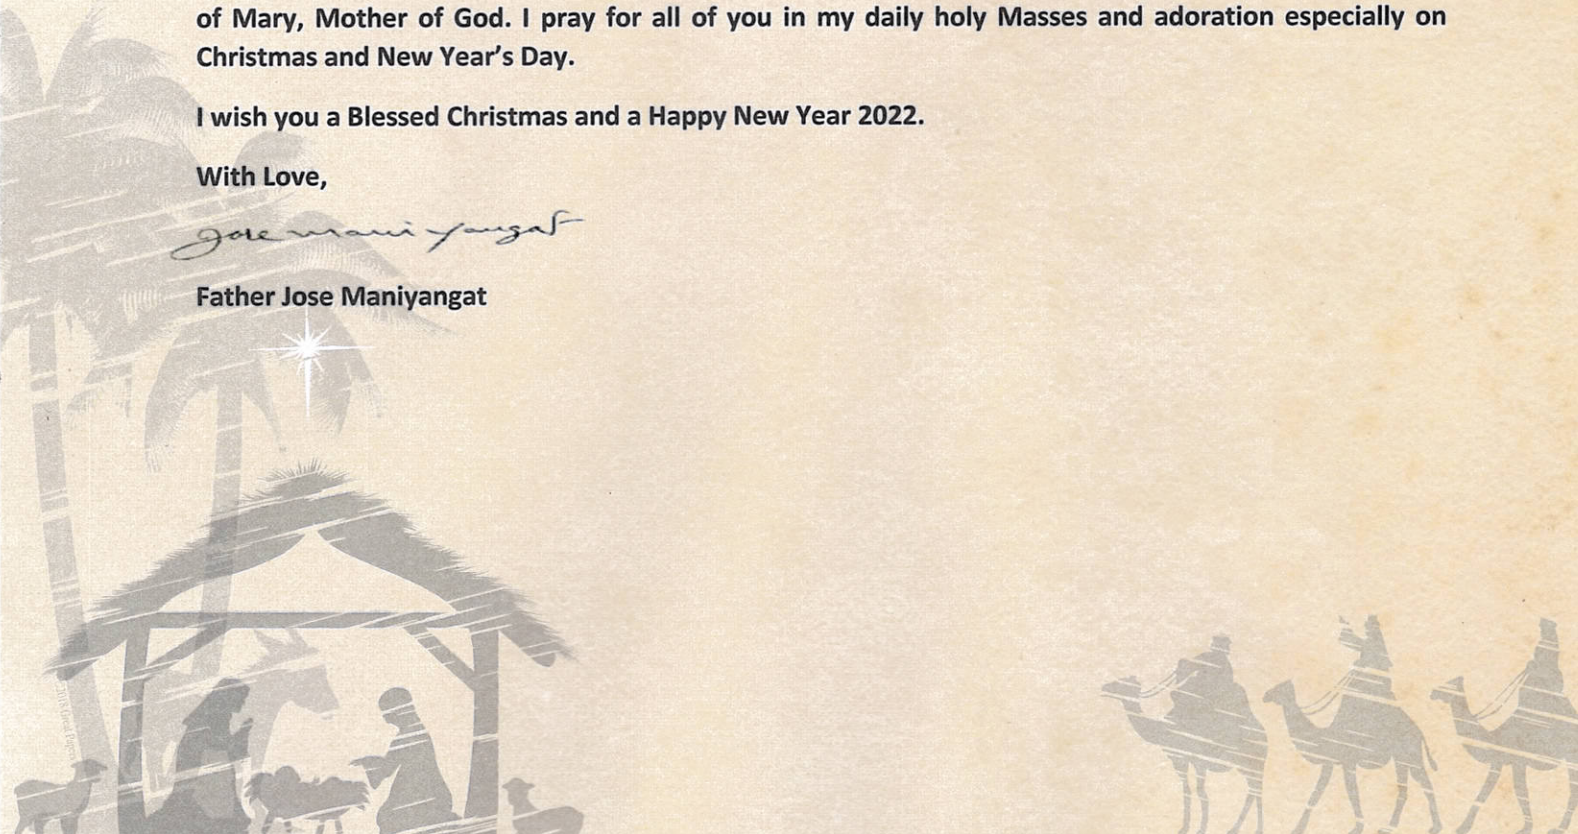 of Mary, Mother of God. I pray for all of you in my daily holy Masses and adoration especially on
Christmas and New Year's Day.
I wish you a Blessed Christmas and a Happy New Year 2022.
With Love,
Jose Maniyangat
Father Jose Maniyangat